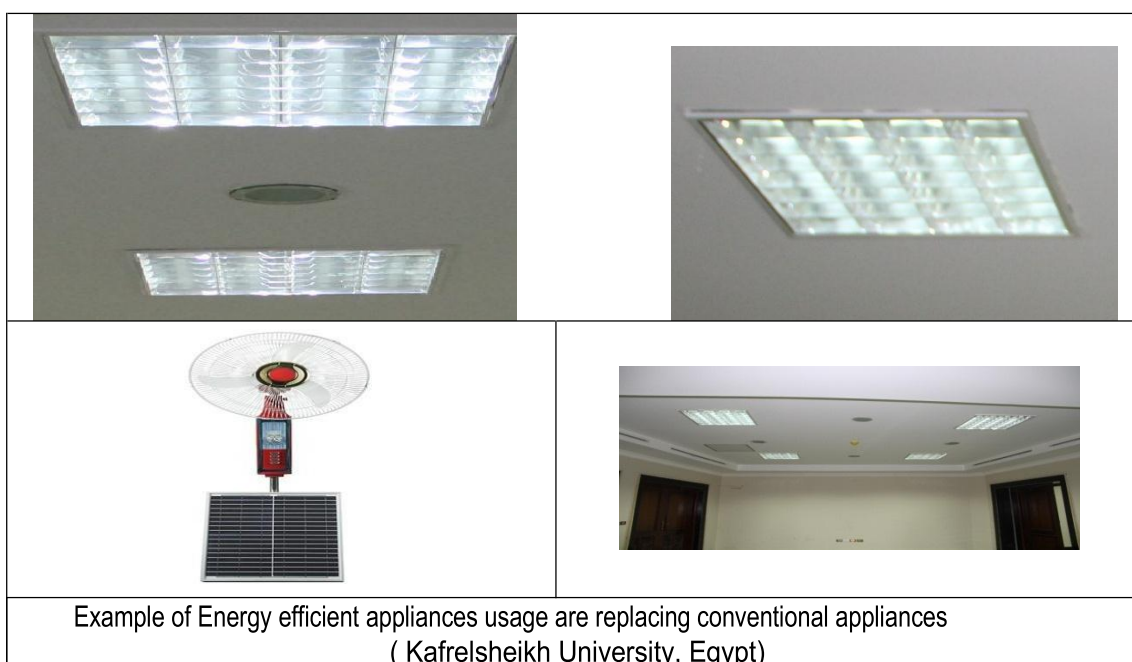 Example of Energy efficient appliances usage are replacing conventional appliances
( Kafrelsheikh University, Egypt)